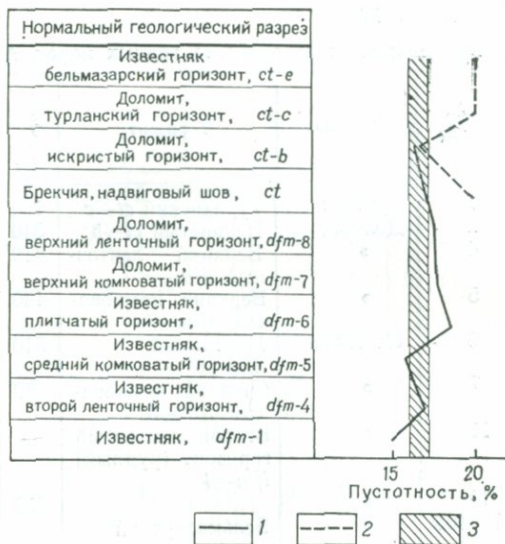 Нормальный геологический разрез
Известняк
бельмазарский горизонт, ct-e
Доломит,
турланский горизонт, ct-c
Доломит,
искристый горизонт, ct-b
Брекчия, надвиговый шов, ct
Доломит,
верхний ленточный горизонт, dfm-8
Доломит,
верхний комковатый горизонт, dfm-7
Известняк,
плитчатый горизонт, dfm-6
Известняк,
средний комковатый горизонт, dfm-5
Известняк,
второй ленточный горизонт, dfm-4
Известняк, dfm-1
15 20
Пустотность, %
1 2 3